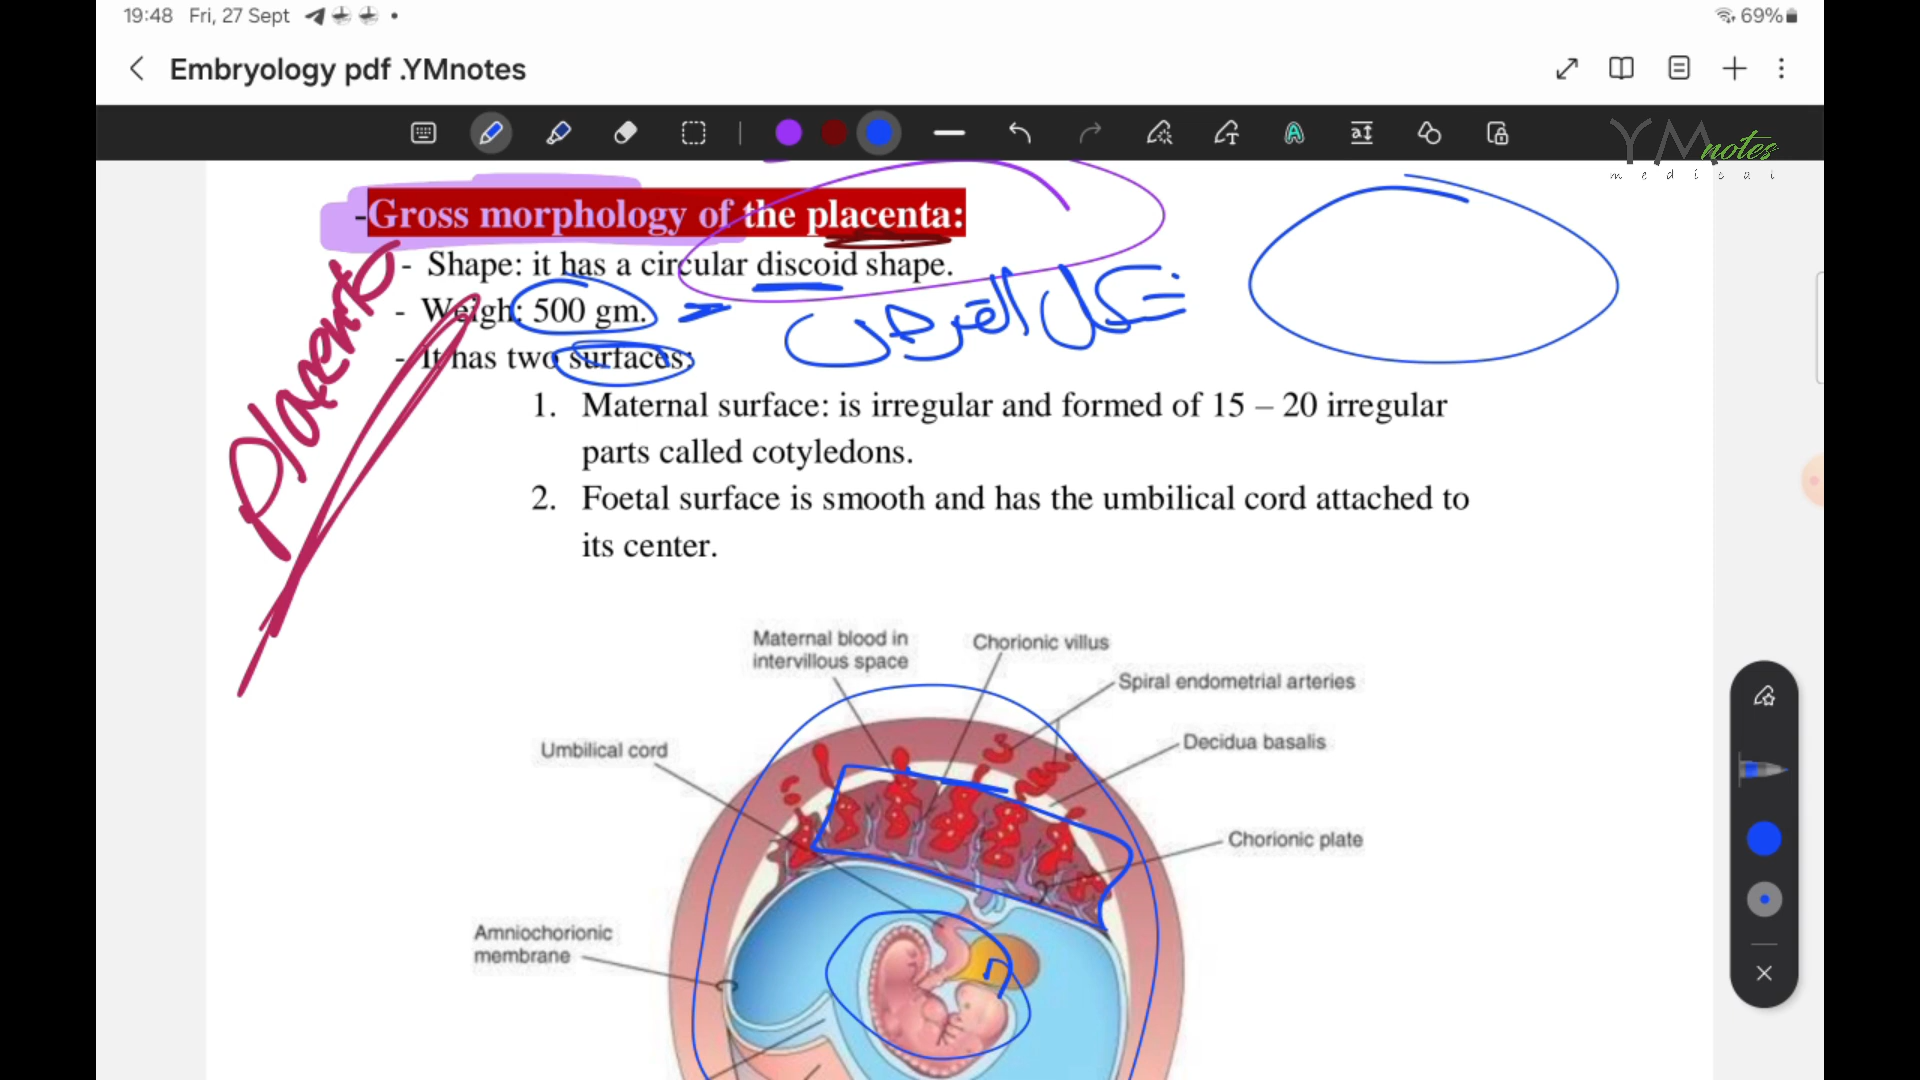 19:48 Fri, 27 Sept 69%
Embryology pdf .YMnotes
YMnotes
medical
-Gross morphology of the placenta:
- Shape: it has a circular discoid shape.
- Weigh: 500 gm.
شكل القرص
- It has two surfaces:
Placenta
1. Maternal surface: is irregular and formed of 15 – 20 irregular
parts called cotyledons.
2. Foetal surface is smooth and has the umbilical cord attached to
its center.
Maternal blood in
intervillous space
Chorionic villus
Spiral endometrial arteries
Umbilical cord
Decidua basalis
Chorionic plate
Amniochorionic
membrane